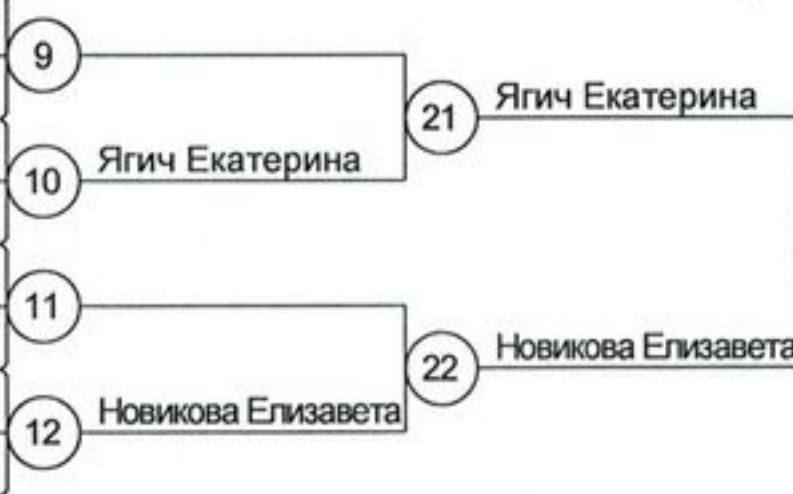 9
21 Ягич Екатерина
10 Ягич Екатерина
11
22 Новикова Елизавета
12 Новикова Елизавета